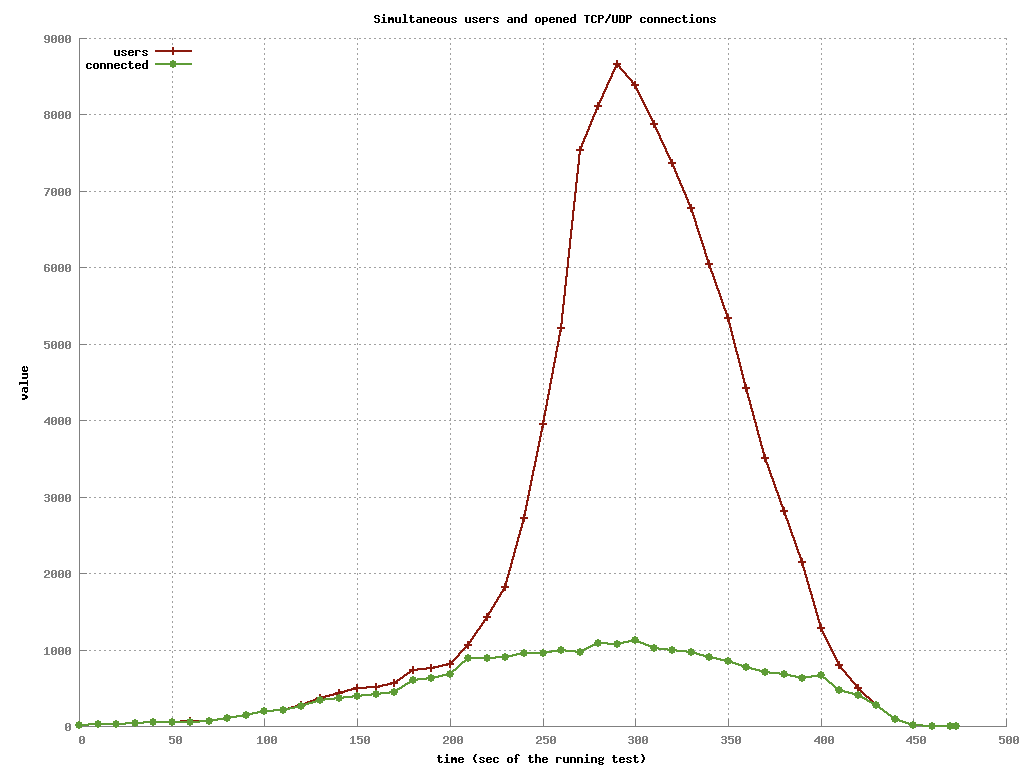 Simultaneous users and opened TCP/UDP connections
9000
users
connected
8000
7000
6000
5000
value
4000
3000
2000
1000
0
0 50 100 150 200 250 300 350 400 450 500
time (sec of the running test)